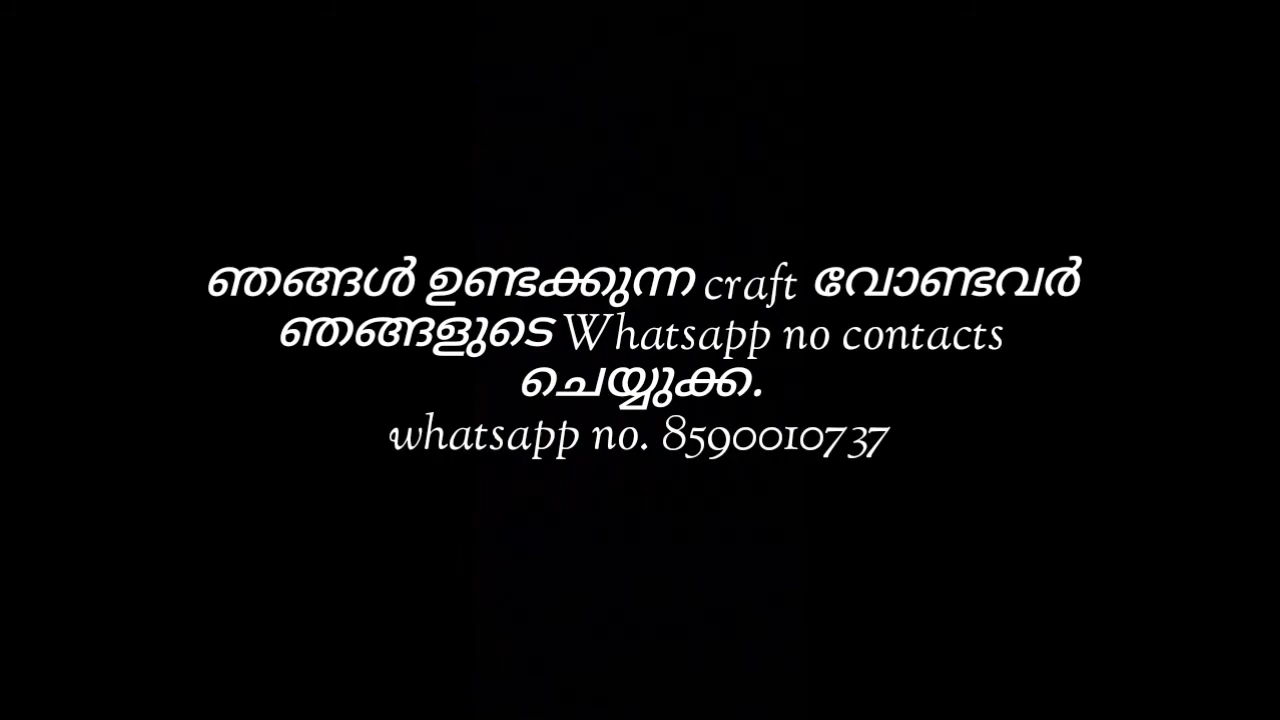 ഞങ്ങൾ ഉണ്ടക്കുന്ന craft വോണ്ടവർ
ഞങ്ങളുടെ Whatsapp no contacts
ചെയ്യുക്ക.
whatsapp no. 8590010737